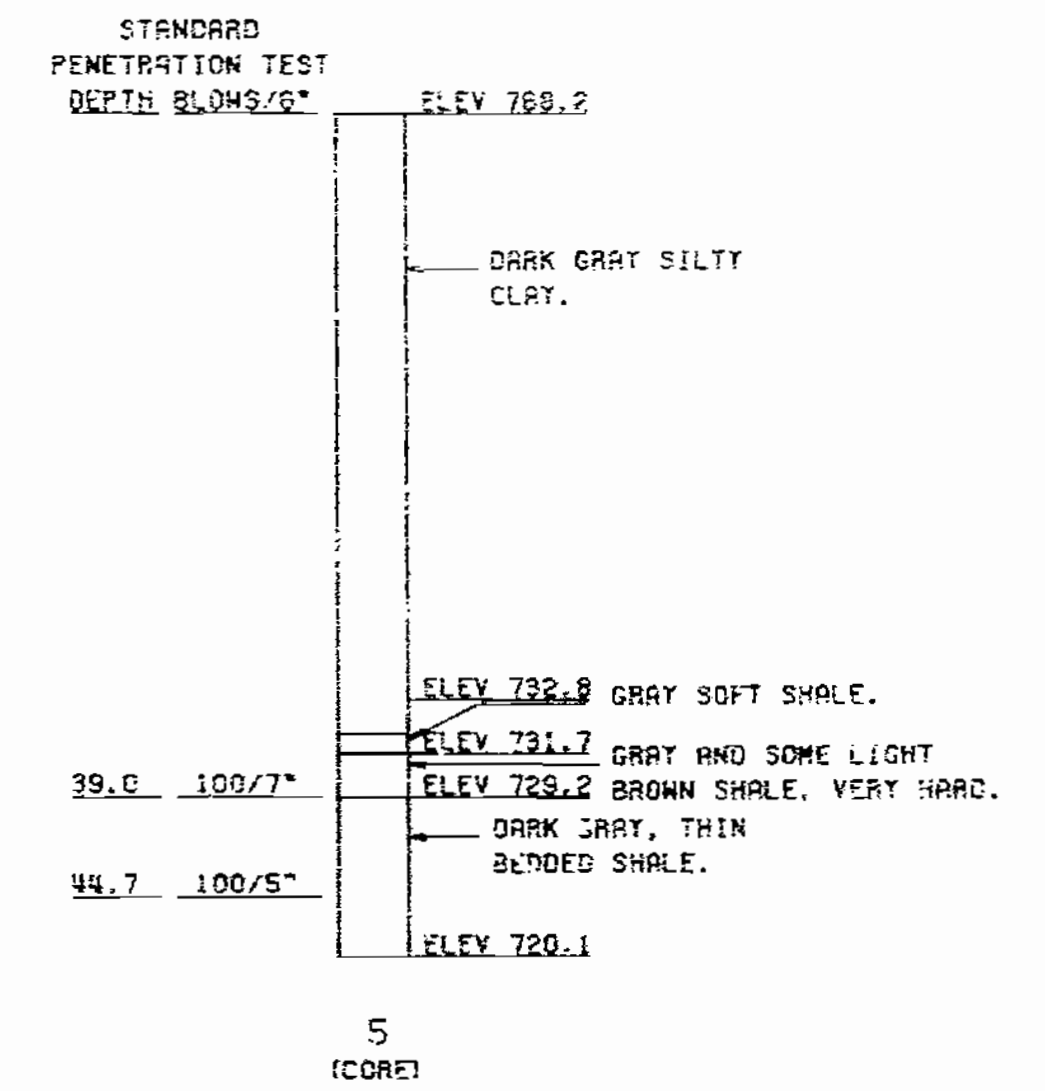 STANDARD
PENETRATION TEST
DEPTH BLOWS/6" ELEV 768.2
DARK GRAY SILTY
CLAY.
ELEV 732.8 GRAY SOFT SHALE.
ELEV 731.7 GRAY AND SOME LIGHT
39.0 100/7" ELEV 729.2 BROWN SHALE, VERY HARD.
DARK GRAY, THIN
BEDDED SHALE.
44.7 100/5"
ELEV 720.1
5
(CORE)